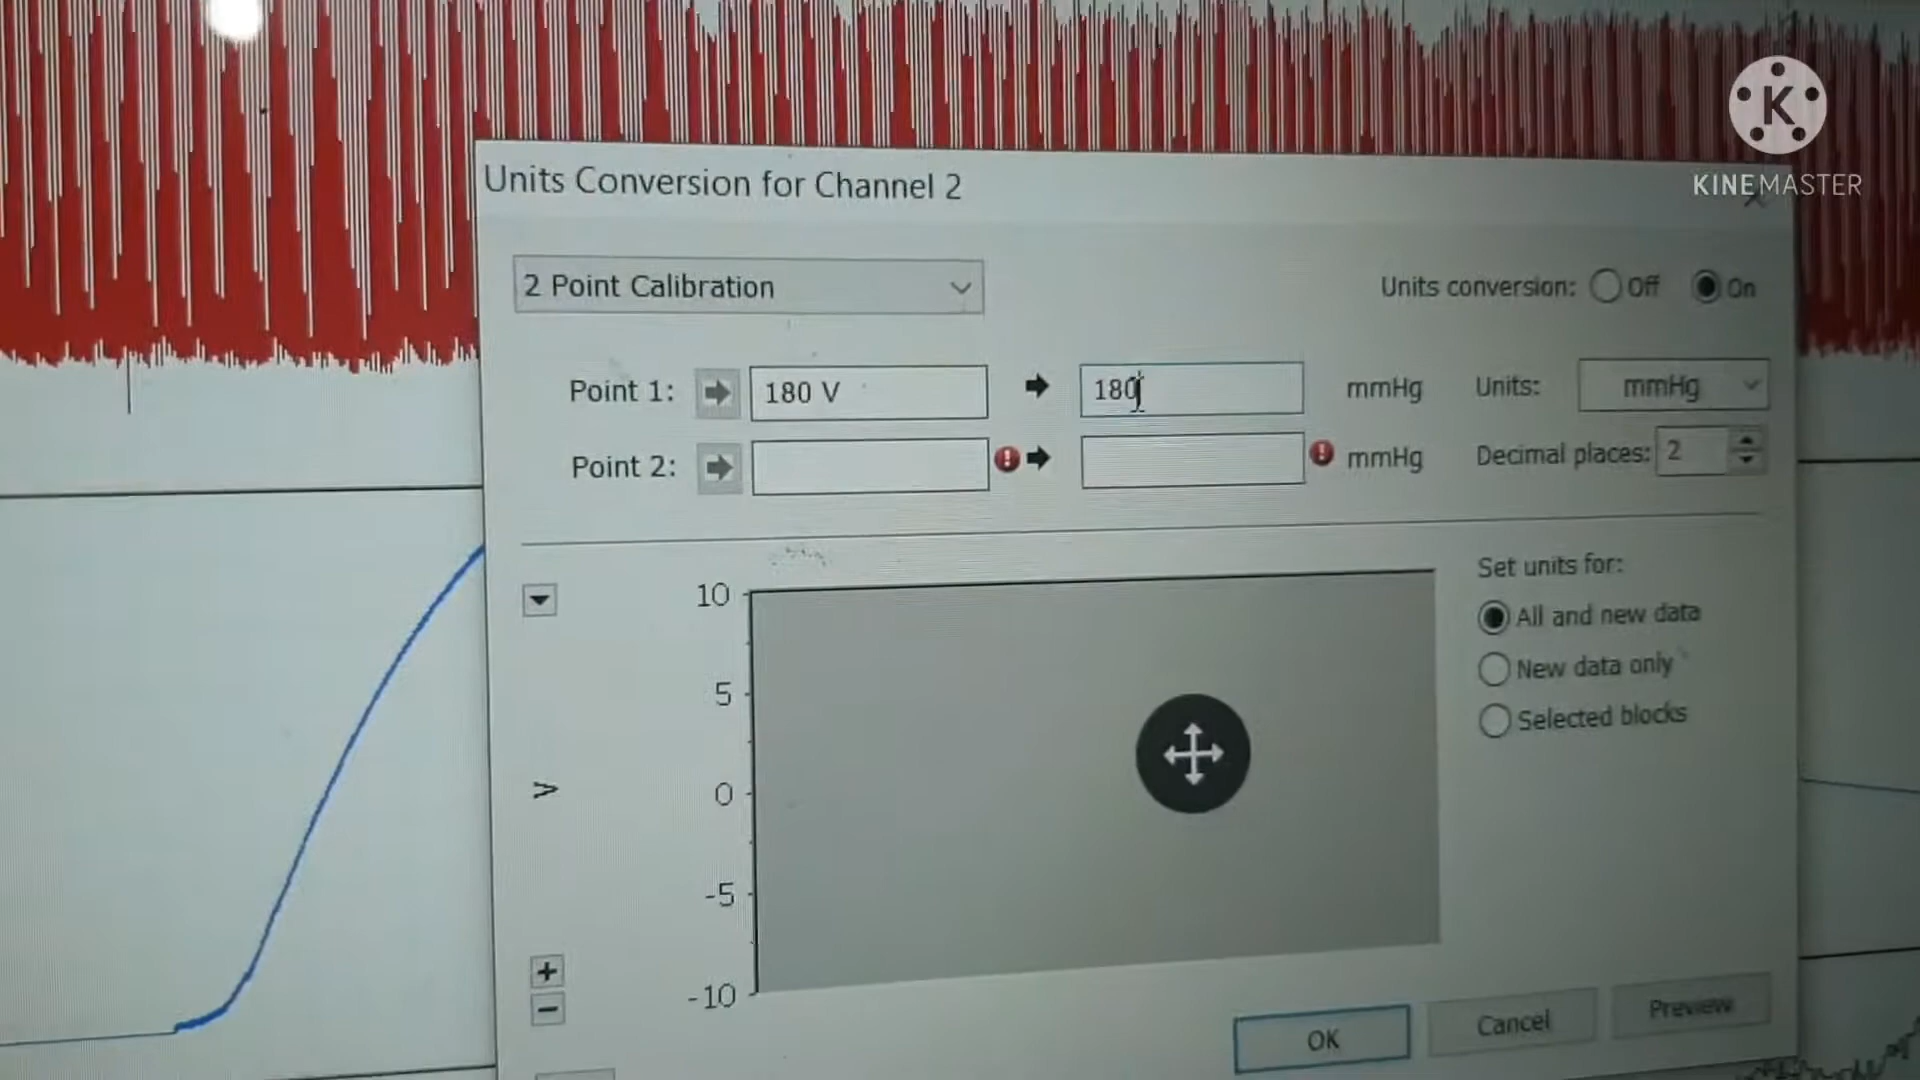 K
KINEMASTER
Units Conversion for Channel 2
2 Point Calibration
Units conversion: Off On
Point 1: 180 V 180 mmHg Units: mmHg
Point 2: mmHg Decimal places: 2
Set units for:
All and new data
New data only
Selected blocks
10
5
0
-5
-10
V
+
−
OK Cancel Preview